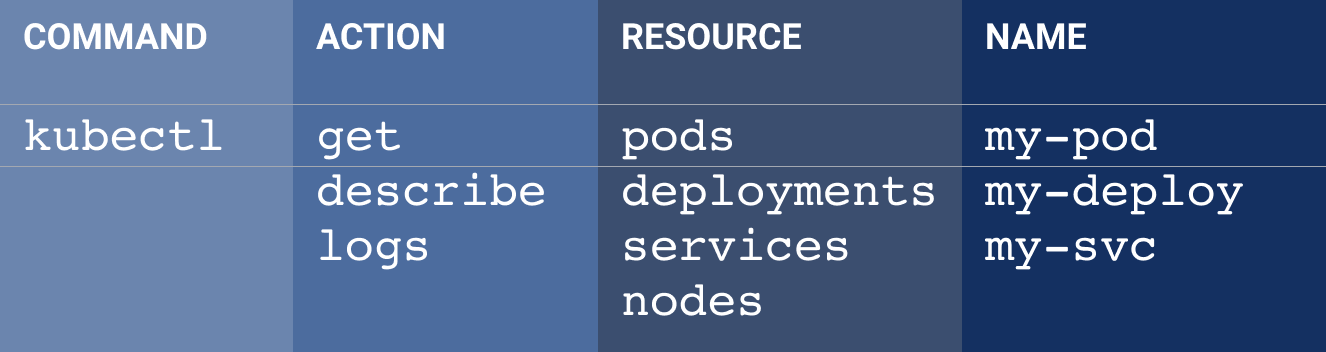 COMMAND ACTION RESOURCE NAME
kubectl get pods my-pod
describe deployments my-deploy
logs services my-svc
nodes